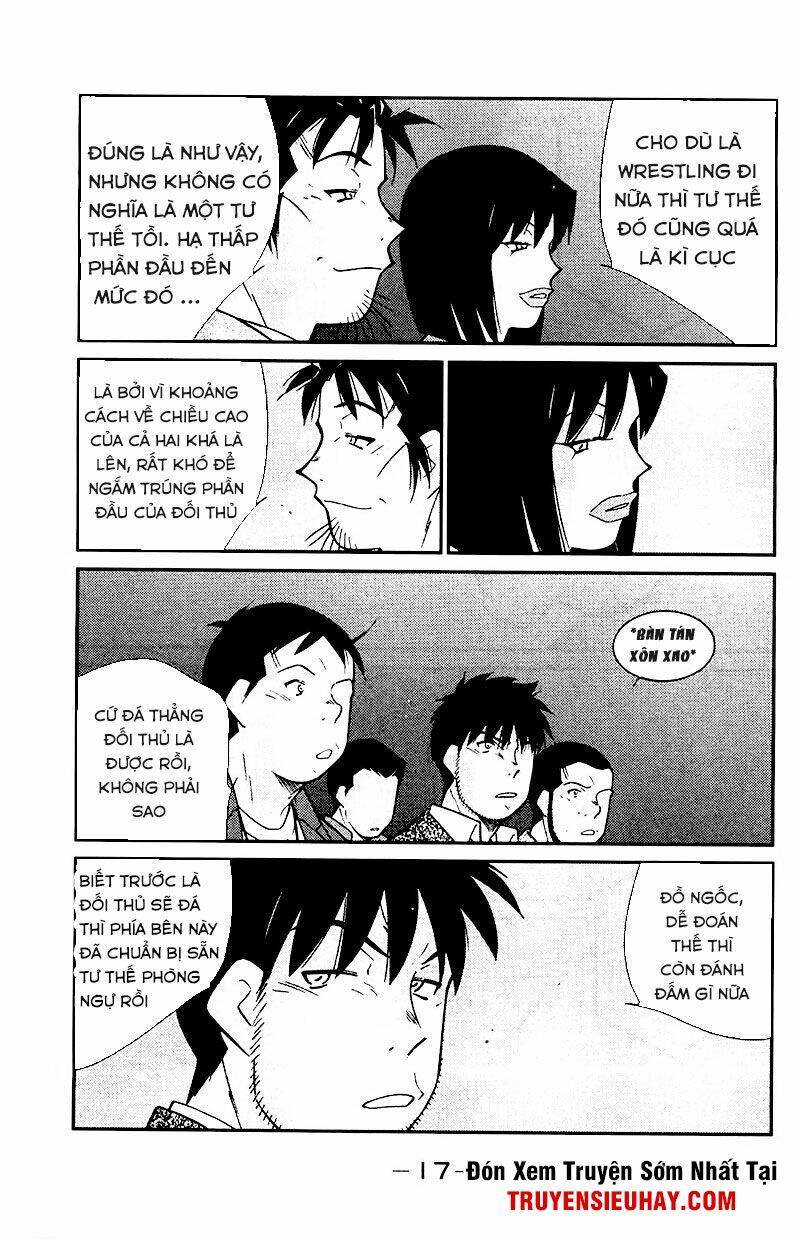 CHO DÙ LÀ
WRESTLING ĐI
NỮA THÌ TƯ THẾ
ĐÓ CŨNG QUÁ
LÀ KÌ CỤC
ĐÚNG LÀ NHƯ VẬY,
NHƯNG KHÔNG CÓ
NGHĨA LÀ MỘT TƯ
THẾ TỒI. HẠ THẤP
PHẦN ĐẦU ĐẾN
MỨC ĐÓ ...
LÀ BỞI VÌ KHOẢNG
CÁCH VỀ CHIỀU CAO
CỦA CẢ HAI KHÁ LÀ
LÊN, RẤT KHÓ ĐỂ
NGẮM TRÚNG PHẦN
ĐẦU CỦA ĐỐI THỦ
*BÀN TÁN
XÔN XAO*
CỨ ĐÁ THẲNG
ĐỐI THỦ LÀ
ĐƯỢC RỒI,
KHÔNG PHẢI
SAO
ĐỒ NGỐC,
DỄ ĐOÁN
THẾ THÌ
CÒN ĐÁNH
ĐẤM GÌ NỮA
BIẾT TRƯỚC LÀ
ĐỐI THỦ SẼ ĐÁ
THÌ PHÍA BÊN NÀY
ĐÃ CHUẨN BỊ SẴN
TƯ THẾ PHÒNG
NGỰ RỒI
–17–Đón Xem Truyện Sớm Nhất Tại
TRUYENSIEUHAY.COM